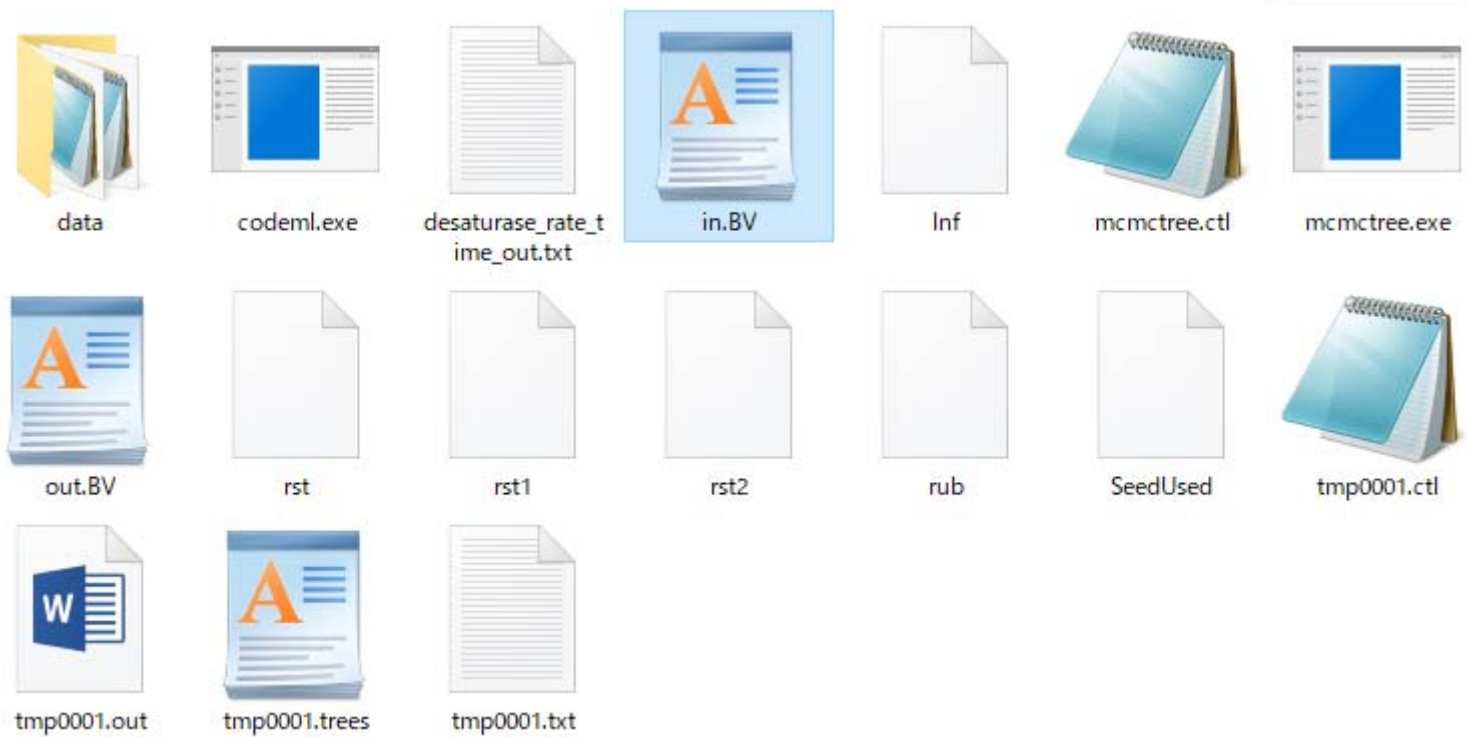 data
codeml.exe
desaturase_rate_t
ime_out.txt
in.BV
lnf
mcmctree.ctl
mcmctree.exe
out.BV
rst
rst1
rst2
rub
SeedUsed
tmp0001.ctl
tmp0001.out
tmp0001.trees
tmp0001.txt